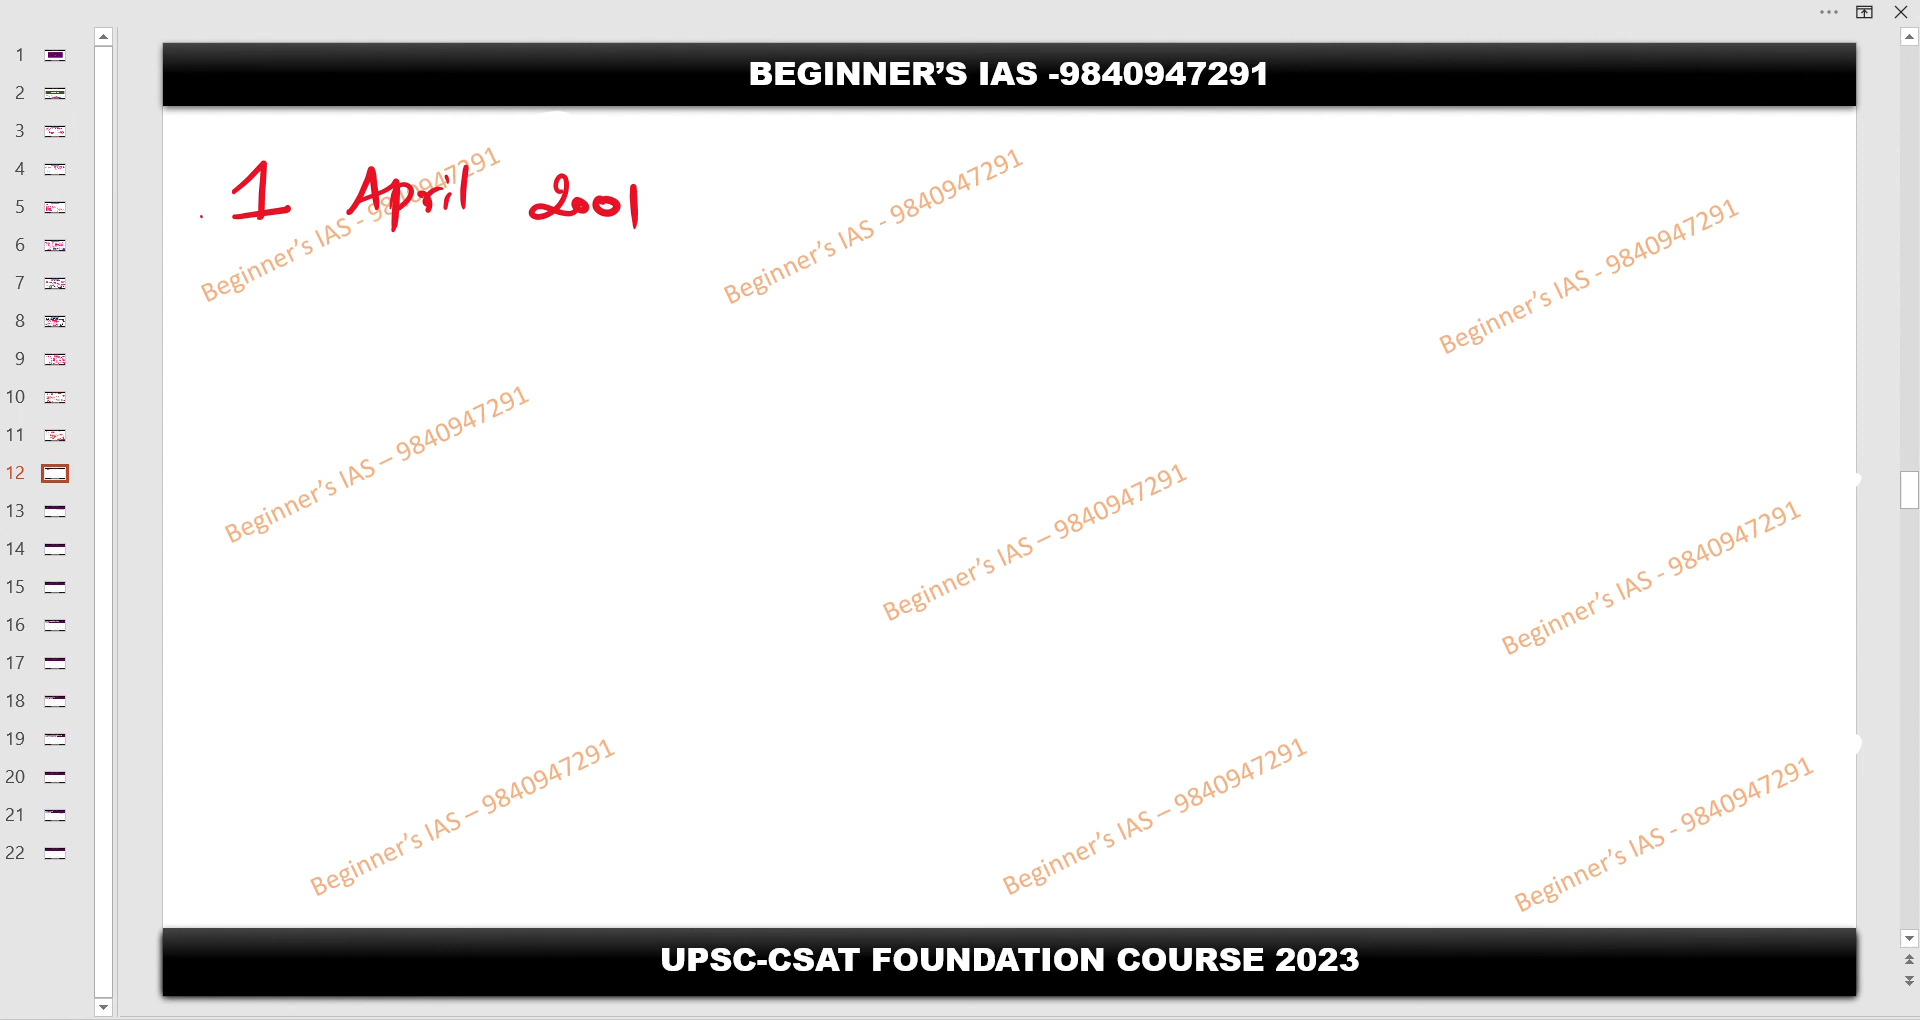 BEGINNER’S IAS -9840947291
1 April 2001
Beginner’s IAS - 9840947291
Beginner’s IAS - 9840947291
Beginner’s IAS - 9840947291
Beginner’s IAS – 9840947291
Beginner’s IAS – 9840947291
Beginner’s IAS - 9840947291
Beginner’s IAS – 9840947291
Beginner’s IAS – 9840947291
Beginner’s IAS - 9840947291
UPSC-CSAT FOUNDATION COURSE 2023
1
2
3
4
5
6
7
8
9
10
11
12
13
14
15
16
17
18
19
20
21
22